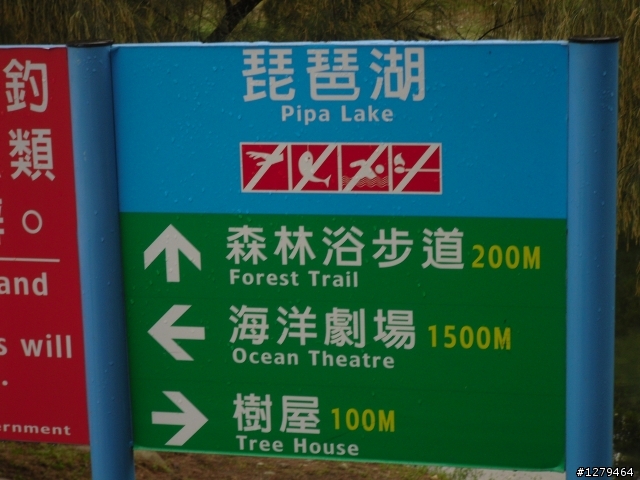 釣
類
。
and
s will
.
ernment
琵琶湖
Pipa Lake
森林浴步道 200M
Forest Trail
海洋劇場 1500M
Ocean Theatre
樹屋 100M
Tree House
#1279464